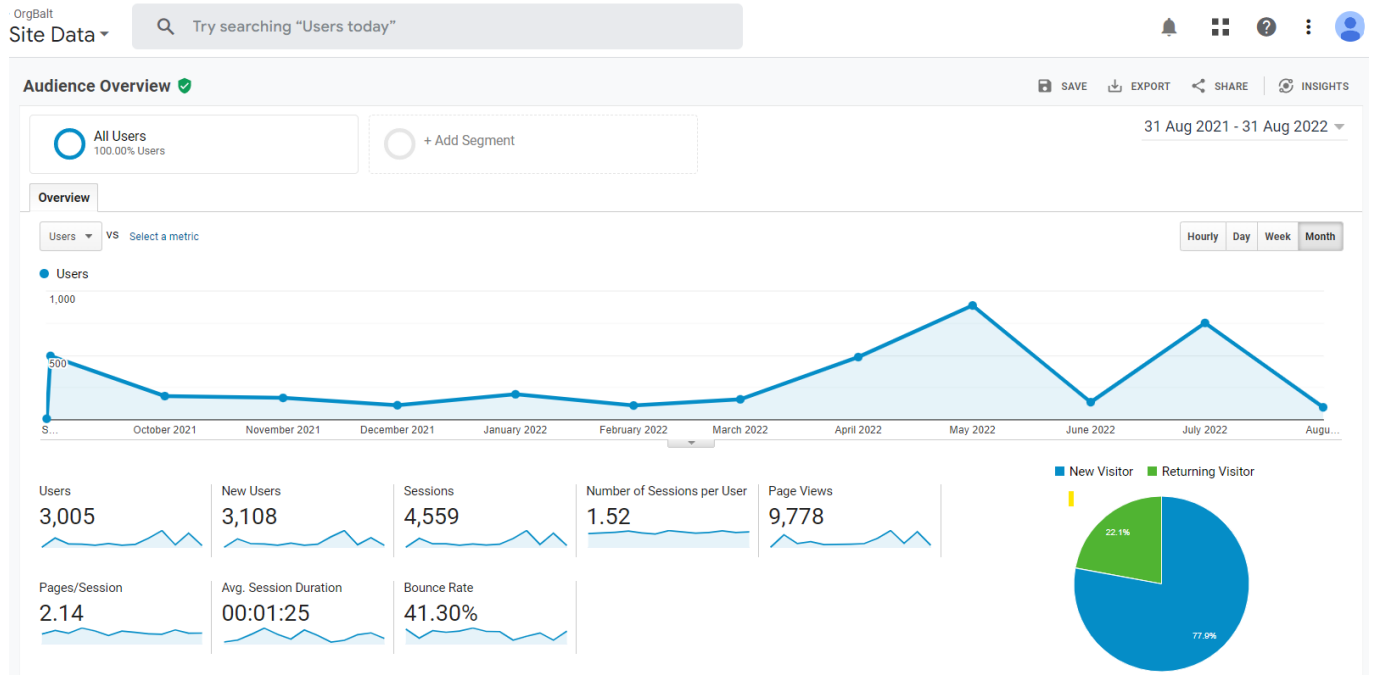 OrgBalt
Site Data
Try searching “Users today”
Audience Overview
SAVE
EXPORT
SHARE
INSIGHTS
All Users
100.00% Users
+ Add Segment
31 Aug 2021 - 31 Aug 2022
Overview
Users
VS
Select a metric
Hourly
Day
Week
Month
Users
1,000
500
S...
October 2021
November 2021
December 2021
January 2022
February 2022
March 2022
April 2022
May 2022
June 2022
July 2022
Augu...
New Visitor
Returning Visitor
22.1%
77.9%
Users
3,005
New Users
3,108
Sessions
4,559
Number of Sessions per User
1.52
Page Views
9,778
Pages/Session
2.14
Avg. Session Duration
00:01:25
Bounce Rate
41.30%